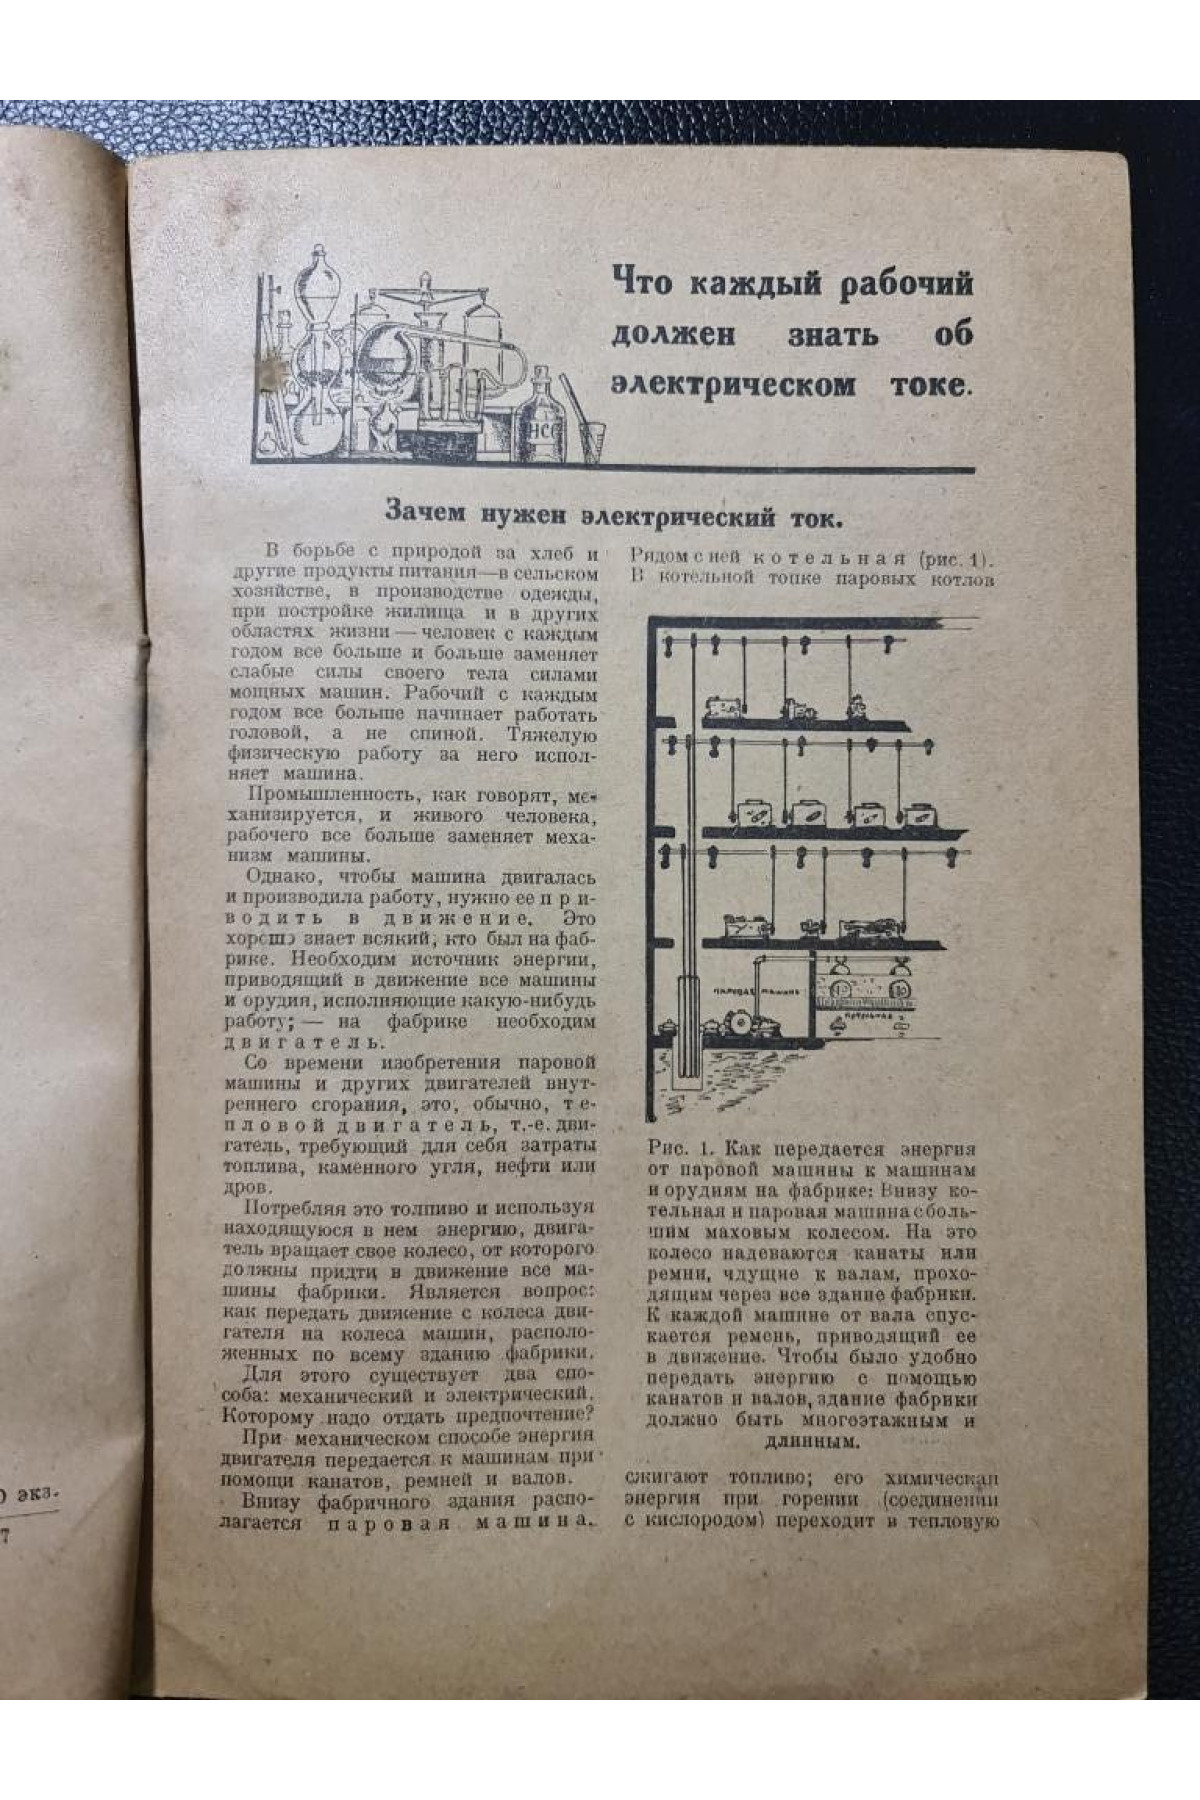 Что каждый рабочий
должен знать об
электрическом токе.
Зачем нужен электрический ток.
В борьбе с природой за хлеб и
другие продукты питания—в сельском
хозяйстве, в производстве одежды,
при постройке жилища и в других
областях жизни — человек с каждым
годом все больше и больше заменяет
слабые силы своего тела силами
мощных машин. Рабочий с каждым
годом все больше начинает работать
головой, а не спиной. Тяжелую
физическую работу за него испол-
няет машина.
Промышленность, как говорят, ме-
ханизируется, и живого человека,
рабочего все больше заменяет меха-
низм машины.
Однако, чтобы машина двигалась
и производила работу, нужно ее при-
водить в движение. Это
хорошо знает всякий, кто был на фаб-
рике. Необходим источник энергии,
приводящий в движение все машины
и орудия, исполняющие какую-нибудь
работу; — на фабрике необходим
двигатель.
Со времени изобретения паровой
машины и других двигателей внут-
реннего сгорания, это, обычно, те-
пловой двигатель, т.-е. дви-
гатель, требующий для себя затраты
топлива, каменного угля, нефти или
дров.
Потребляя это толпиво и используя
находящуюся в нем энергию, двига-
тель вращает свое колесо, от которого
должны придти в движение все ма-
шины фабрики. Является вопрос:
как передать движение с колеса дви-
гателя на колеса машин, располо-
женных по всему зданию фабрики.
Для этого существует два спо-
соба: механический и электрический.
Которому надо отдать предпочтение?
При механическом способе энергия
двигателя передается к машинам при
помощи канатов, ремней и валов.
Внизу фабричного здания распо-
лагается паровая машина.
Рядом с ней котельная (рис. 1).
В котельной топке паровых котлов
паровая машина
котельная
Рис. 1. Как передается энергия
от паровой машины к машинам
и орудиям на фабрике: Внизу ко-
тельная и паровая машина с боль-
шим маховым колесом. На это
колесо надеваются канаты или
ремни, чдущие к валам, прохо-
дящим через все здание фабрики.
К каждой машине от вала спус-
кается ремень, приводящий ее
в движение. Чтобы было удобно
передать энергию с помощью
канатов и валов, здание фабрики
должно быть многоэтажным и
длинным.
сжигают топливо; его химическая
энергия при горении (соединении
с кислородом) переходит в тепловую
экз.
7